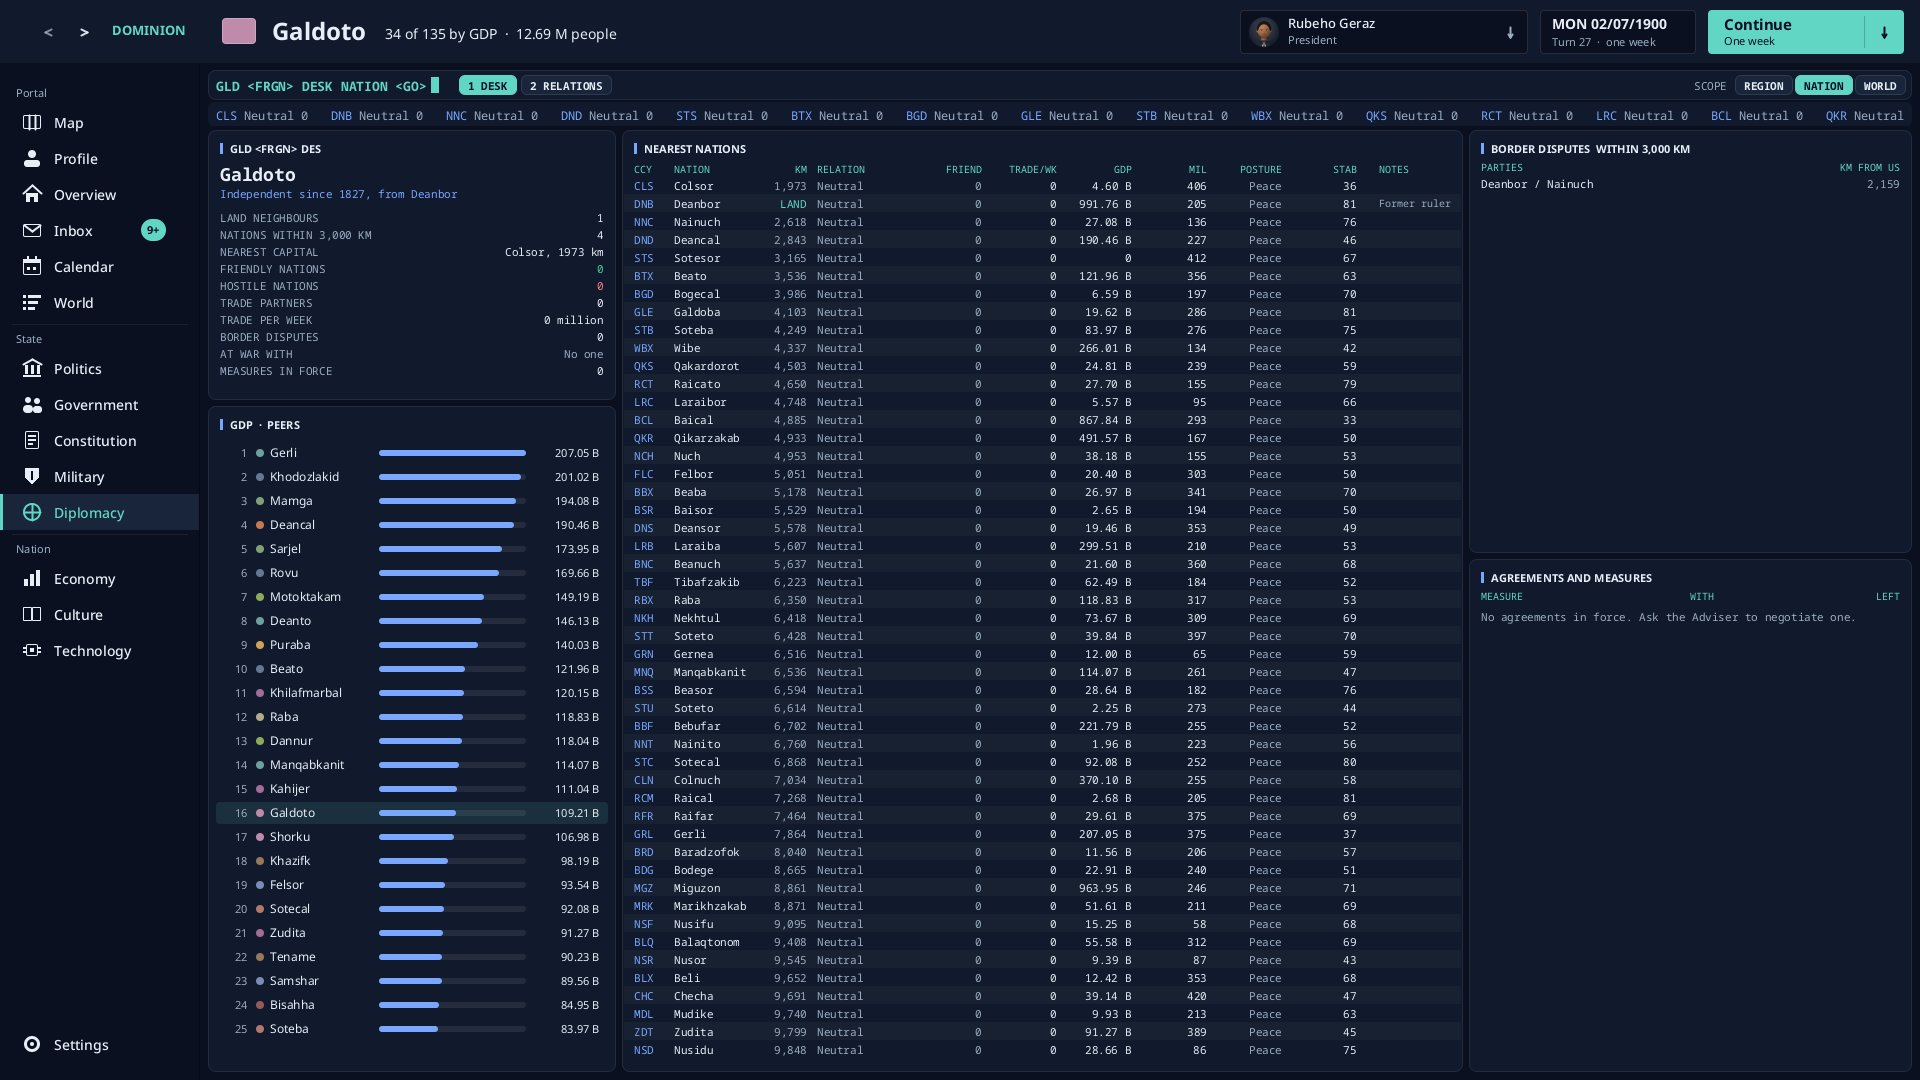 < > DOMINION
Galdoto 34 of 135 by GDP · 12.69 M people
Rubeho Geraz
President
↓
MON 02/07/1900
Turn 27 · one week
Continue
One week
↓
Portal
Map
Profile
Overview
Inbox 9+
Calendar
World
State
Politics
Government
Constitution
Military
Diplomacy
Nation
Economy
Culture
Technology
Settings
GLD <FRGN> DESK NATION <GO> 1 DESK 2 RELATIONS SCOPE REGION NATION WORLD
CLS Neutral 0 DNB Neutral 0 NNC Neutral 0 DND Neutral 0 STS Neutral 0 BTX Neutral 0 BGD Neutral 0 GLE Neutral 0 STB Neutral 0 WBX Neutral 0 QKS Neutral 0 RCT Neutral 0 LRC Neutral 0 BCL Neutral 0 QKR Neutral
GLD <FRGN> DES
Galdoto
Independent since 1827, from Deanbor
LAND NEIGHBOURS 1
NATIONS WITHIN 3,000 KM 4
NEAREST CAPITAL Colsor, 1973 km
FRIENDLY NATIONS 0
HOSTILE NATIONS 0
TRADE PARTNERS 0
TRADE PER WEEK 0 million
BORDER DISPUTES 0
AT WAR WITH No one
MEASURES IN FORCE 0
GDP · PEERS
1 Gerli 207.05 B
2 Khodozlakid 201.02 B
3 Mamga 194.08 B
4 Deancal 190.46 B
5 Sarjel 173.95 B
6 Rovu 169.66 B
7 Motoktakam 149.19 B
8 Deanto 146.13 B
9 Puraba 140.03 B
10 Beato 121.96 B
11 Khilafmarbal 120.15 B
12 Raba 118.83 B
13 Dannur 118.04 B
14 Manqabkanit 114.07 B
15 Kahijer 111.04 B
16 Galdoto 109.21 B
17 Shorku 106.98 B
18 Khazifk 98.19 B
19 Felsor 93.54 B
20 Sotecal 92.08 B
21 Zudita 91.27 B
22 Tename 90.23 B
23 Samshar 89.56 B
24 Bisahha 84.95 B
25 Soteba 83.97 B
NEAREST NATIONS
CCY NATION KM RELATION FRIEND TRADE/WK GDP MIL POSTURE STAB NOTES
CLS Colsor 1,973 Neutral 0 0 4.60 B 406 Peace 36
DNB Deanbor LAND Neutral 0 0 991.76 B 205 Peace 81 Former ruler
NNC Nainuch 2,618 Neutral 0 0 27.08 B 136 Peace 76
DND Deancal 2,843 Neutral 0 0 190.46 B 227 Peace 46
STS Sotesor 3,165 Neutral 0 0 0 412 Peace 67
BTX Beato 3,536 Neutral 0 0 121.96 B 356 Peace 63
BGD Bogecal 3,986 Neutral 0 0 6.59 B 197 Peace 70
GLE Galdoba 4,103 Neutral 0 0 19.62 B 286 Peace 81
STB Soteba 4,249 Neutral 0 0 83.97 B 276 Peace 75
WBX Wibe 4,337 Neutral 0 0 266.01 B 134 Peace 42
QKS Qakardorot 4,503 Neutral 0 0 24.81 B 239 Peace 59
RCT Raicato 4,650 Neutral 0 0 27.70 B 155 Peace 79
LRC Laraibor 4,748 Neutral 0 0 5.57 B 95 Peace 66
BCL Baical 4,885 Neutral 0 0 867.84 B 293 Peace 33
QKR Qikarzakab 4,933 Neutral 0 0 491.57 B 167 Peace 50
NCH Nuch 4,953 Neutral 0 0 38.18 B 155 Peace 53
FLC Felbor 5,051 Neutral 0 0 20.40 B 303 Peace 50
BBX Beaba 5,178 Neutral 0 0 26.97 B 341 Peace 70
BSR Baisor 5,529 Neutral 0 0 2.65 B 194 Peace 50
DNS Deansor 5,578 Neutral 0 0 19.46 B 353 Peace 49
LRB Laraiba 5,607 Neutral 0 0 299.51 B 210 Peace 53
BNC Beanuch 5,637 Neutral 0 0 21.60 B 360 Peace 68
TBF Tibafzakib 6,223 Neutral 0 0 62.49 B 184 Peace 52
RBX Raba 6,350 Neutral 0 0 118.83 B 317 Peace 53
NKH Nekhtul 6,418 Neutral 0 0 73.67 B 309 Peace 69
STT Soteto 6,428 Neutral 0 0 39.84 B 397 Peace 70
GRN Gernea 6,516 Neutral 0 0 12.00 B 65 Peace 59
MNQ Manqabkanit 6,536 Neutral 0 0 114.07 B 261 Peace 47
BSS Beasor 6,594 Neutral 0 0 28.64 B 182 Peace 76
STU Soteto 6,614 Neutral 0 0 2.25 B 273 Peace 44
BBF Bebufar 6,702 Neutral 0 0 221.79 B 255 Peace 52
NNT Nainito 6,760 Neutral 0 0 1.96 B 223 Peace 56
STC Sotecal 6,868 Neutral 0 0 92.08 B 252 Peace 80
CLN Colnuch 7,034 Neutral 0 0 370.10 B 255 Peace 58
RCM Raical 7,268 Neutral 0 0 2.68 B 205 Peace 81
RFR Raifar 7,464 Neutral 0 0 29.61 B 375 Peace 69
GRL Gerli 7,864 Neutral 0 0 207.05 B 375 Peace 37
BRD Baradzofok 8,040 Neutral 0 0 11.56 B 206 Peace 57
BDG Bodege 8,665 Neutral 0 0 22.91 B 240 Peace 51
MGZ Miguzon 8,861 Neutral 0 0 963.95 B 246 Peace 71
MRK Marikhzakab 8,871 Neutral 0 0 51.61 B 211 Peace 69
NSF Nusifu 9,095 Neutral 0 0 15.25 B 58 Peace 68
BLQ Balaqtonom 9,408 Neutral 0 0 55.58 B 312 Peace 69
NSR Nusor 9,545 Neutral 0 0 9.39 B 87 Peace 43
BLX Beli 9,652 Neutral 0 0 12.42 B 353 Peace 68
CHC Checha 9,691 Neutral 0 0 39.14 B 420 Peace 47
MDL Mudike 9,740 Neutral 0 0 9.93 B 213 Peace 63
ZDT Zudita 9,799 Neutral 0 0 91.27 B 389 Peace 45
NSD Nusidu 9,848 Neutral 0 0 28.66 B 86 Peace 75
BORDER DISPUTES WITHIN 3,000 KM
PARTIES KM FROM US
Deanbor / Nainuch 2,159
AGREEMENTS AND MEASURES
MEASURE WITH LEFT
No agreements in force. Ask the Adviser to negotiate one.